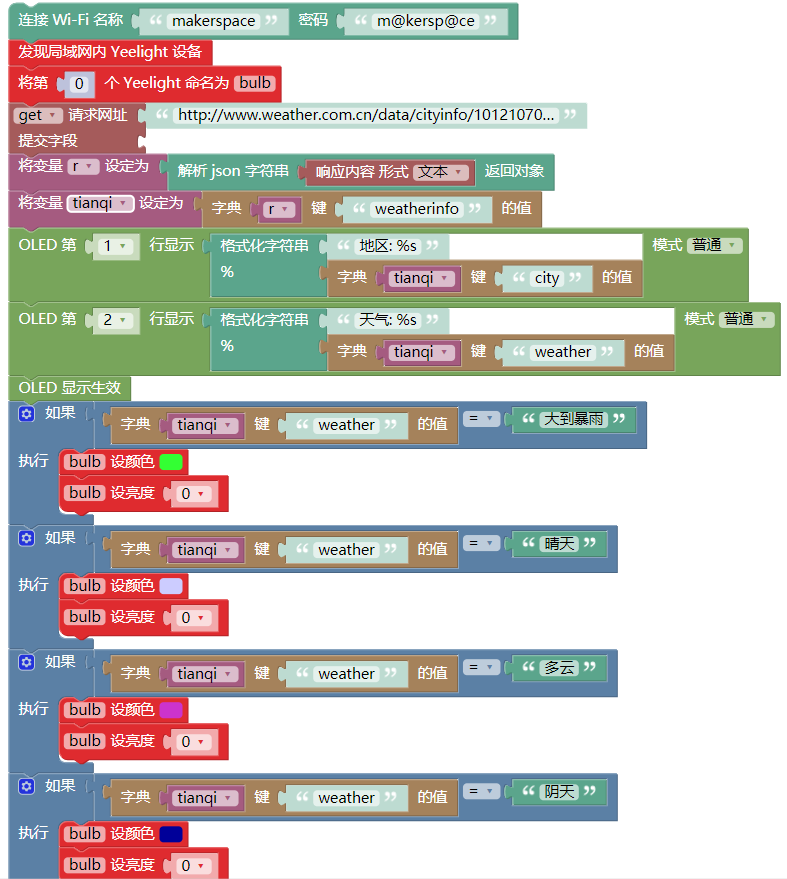 连接 Wi-Fi 名称 “ makerspace ” 密码 “ m@kersp@ce ”
发现局域网内 Yeelight 设备
将第 0 个 Yeelight 命名为 bulb
get 请求网址 “ http://www.weather.com.cn/data/cityinfo/10121070... ”
提交字段
将变量 r 设定为 解析 json 字符串 响应内容 形式 文本 返回对象
将变量 tianqi 设定为 字典 r 键 “ weatherinfo ” 的值
OLED 第 1 行显示 格式化字符串 “ 地区: %s ” 模式 普通
% 字典 tianqi 键 “ city ” 的值
OLED 第 2 行显示 格式化字符串 “ 天气: %s ” 模式 普通
% 字典 tianqi 键 “ weather ” 的值
OLED 显示生效
如果 字典 tianqi 键 “ weather ” 的值 = “ 大到暴雨 ”
执行 bulb 设颜色
bulb 设亮度 0
如果 字典 tianqi 键 “ weather ” 的值 = “ 晴天 ”
执行 bulb 设颜色
bulb 设亮度 0
如果 字典 tianqi 键 “ weather ” 的值 = “ 多云 ”
执行 bulb 设颜色
bulb 设亮度 0
如果 字典 tianqi 键 “ weather ” 的值 = “ 阴天 ”
执行 bulb 设颜色
bulb 设亮度 0